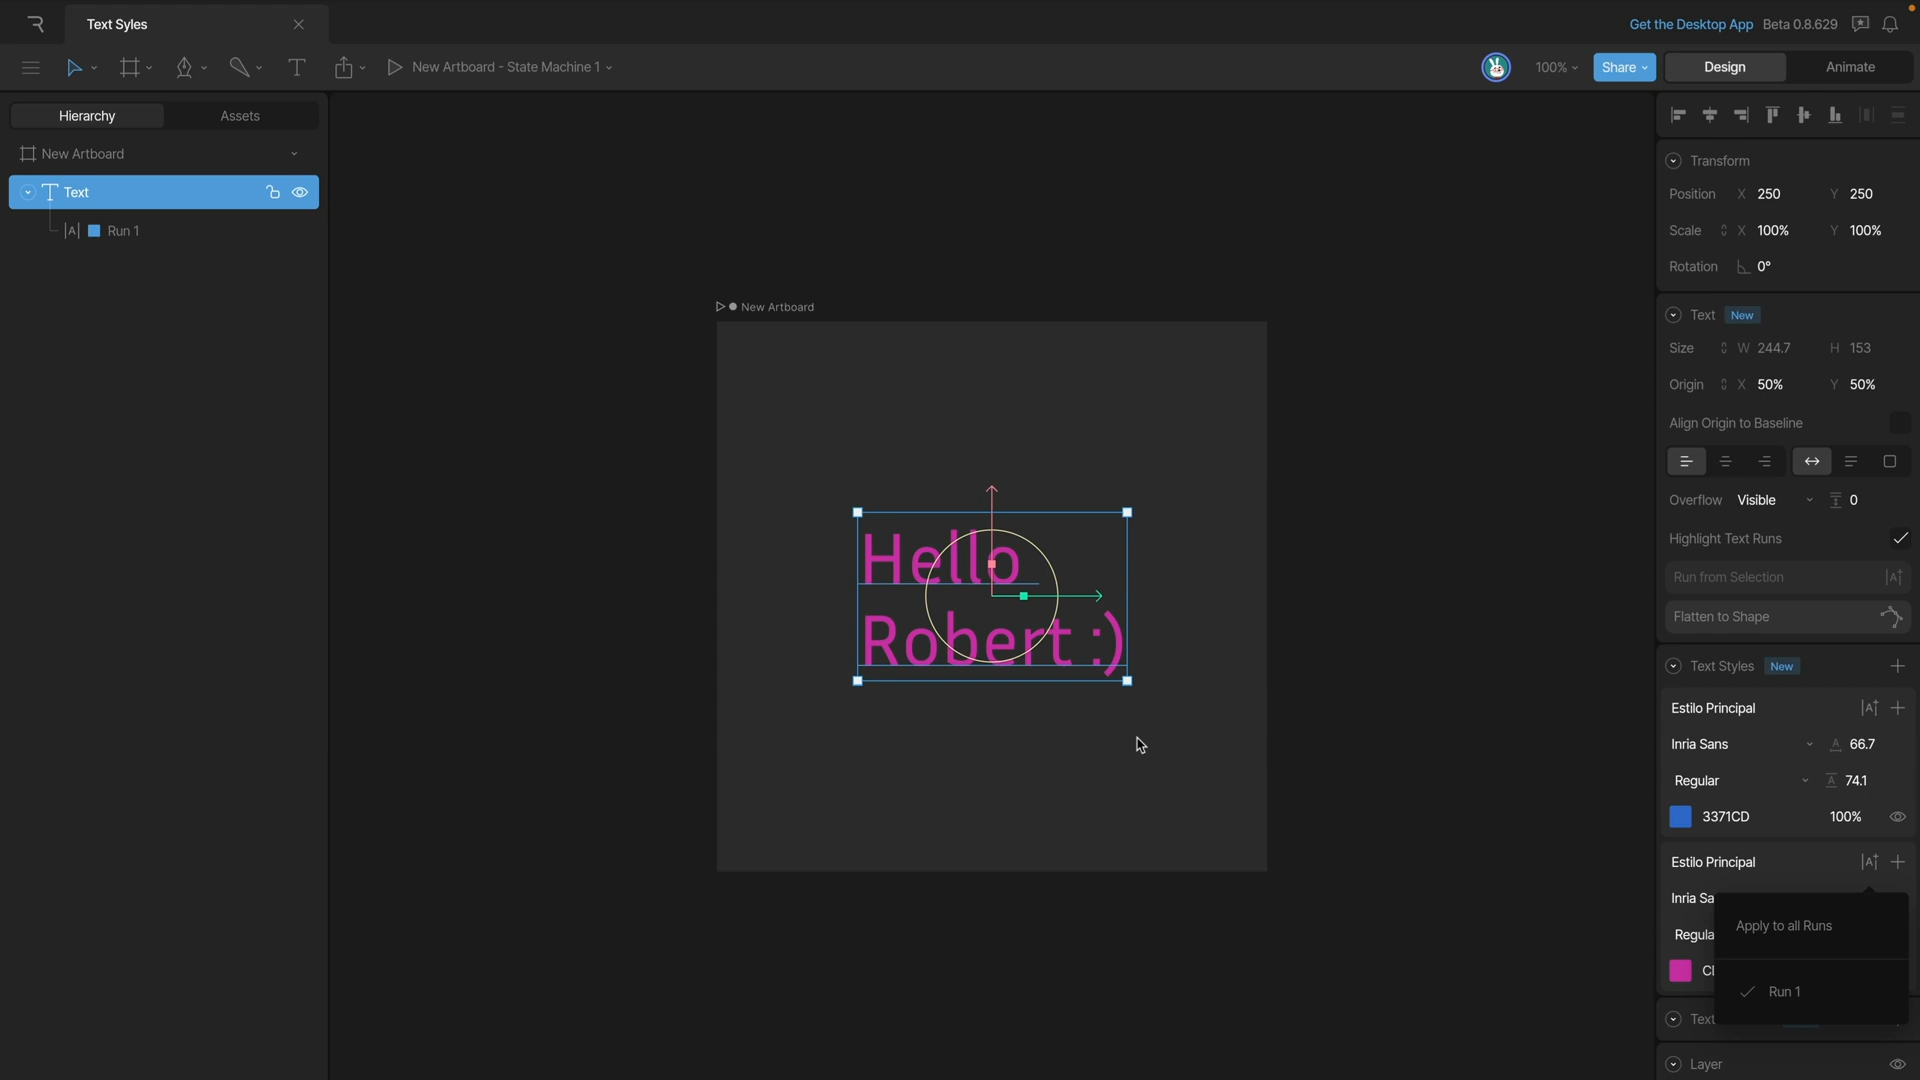 Text Syles
Get the Desktop App
Beta 0.8.629
New Artboard - State Machine 1
100%
Share
Design
Animate
Hierarchy
Assets
New Artboard
Text
Run 1
New Artboard
Hello
Robert :)
Transform
Position X 250 Y 250
Scale X 100% Y 100%
Rotation 0°
Text New
Size W 244.7 H 153
Origin X 50% Y 50%
Align Origin to Baseline
Overflow Visible 0
Highlight Text Runs
Run from Selection
Flatten to Shape
Text Styles New
Estilo Principal
Inria Sans 66.7
Regular 74.1
3371CD 100%
Estilo Principal
Inria Sa
Regula
Apply to all Runs
Run 1
Text
Layer